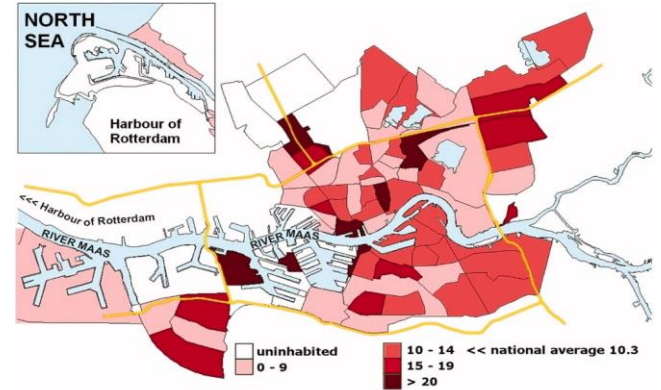 NORTH
SEA
Harbour of
Rotterdam
<<< Harbour of Rotterdam
RIVER MAAS
RIVER MAAS
uninhabited
0 - 9
10 - 14 << national average 10.3
15 - 19
> 20